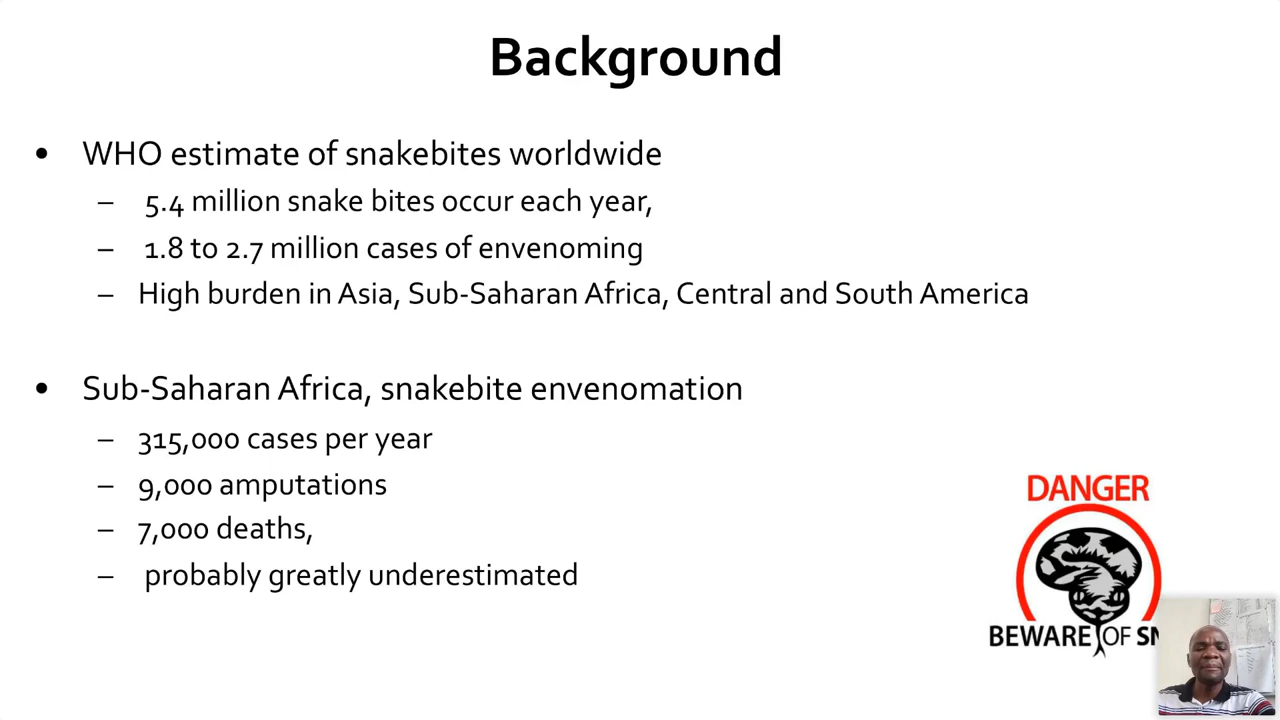 Background
• WHO estimate of snakebites worldwide
– 5.4 million snake bites occur each year,
– 1.8 to 2.7 million cases of envenoming
– High burden in Asia, Sub-Saharan Africa, Central and South America
• Sub-Saharan Africa, snakebite envenomation
– 315,000 cases per year
– 9,000 amputations
– 7,000 deaths,
– probably greatly underestimated
DANGER
BEWARE OF SN